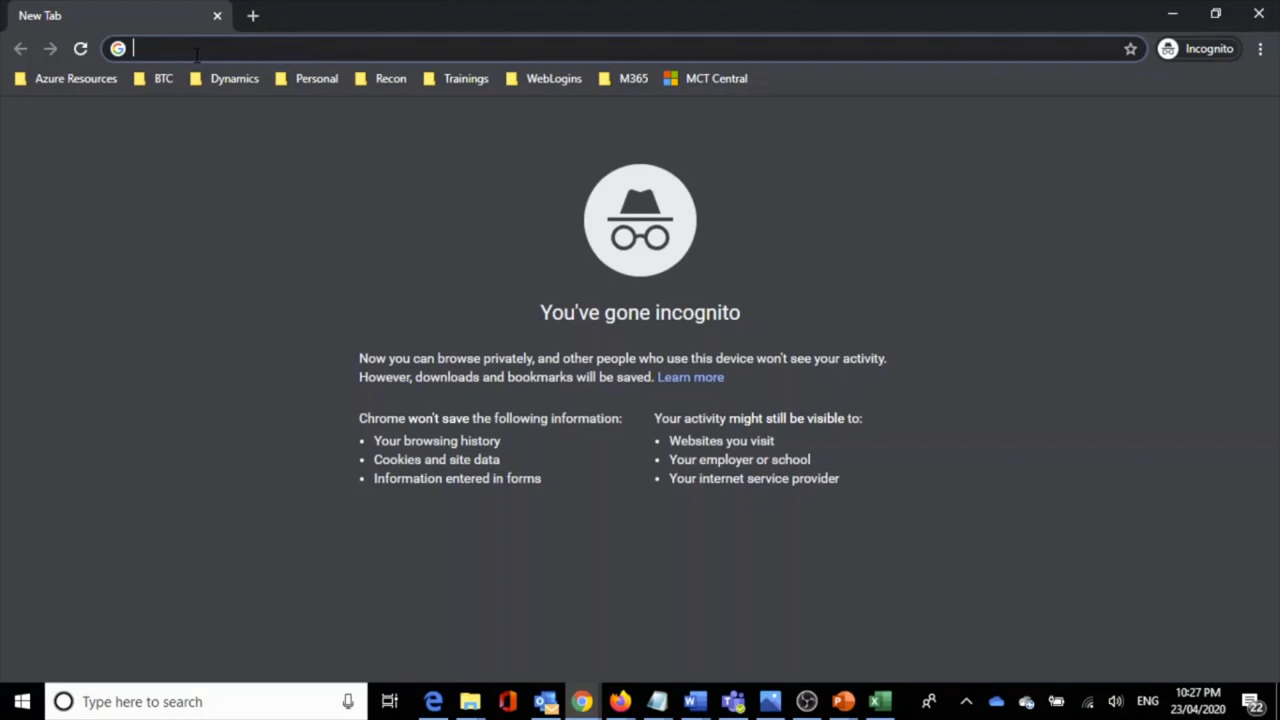 New Tab
Incognito
Azure Resources BTC Dynamics Personal Recon Trainings WebLogins M365 MCT Central
You've gone incognito
Now you can browse privately, and other people who use this device won't see your activity.
However, downloads and bookmarks will be saved. Learn more
Chrome won't save the following information:
• Your browsing history
• Cookies and site data
• Information entered in forms
Your activity might still be visible to:
• Websites you visit
• Your employer or school
• Your internet service provider
Type here to search
ENG
10:27 PM
23/04/2020
22